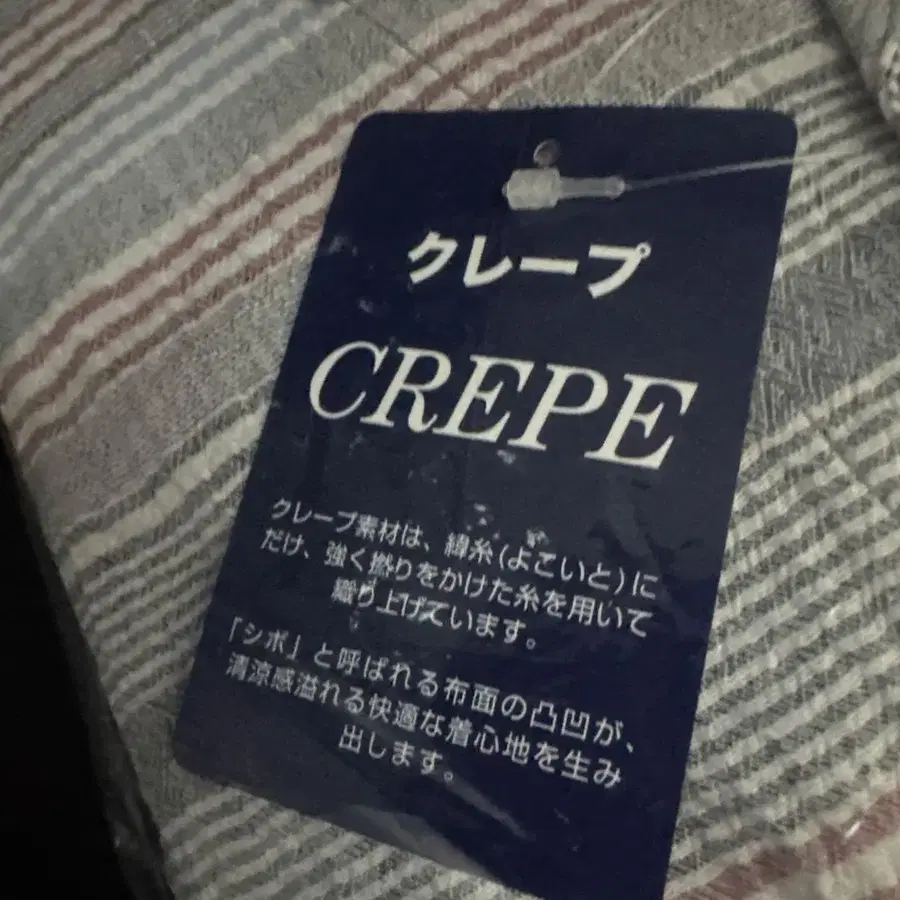 クレープ
CREPE
クレープ素材は、緯糸(よこいと)に
だけ、強く撚りをかけた糸を用いて
織り上げています。
「シボ」と呼ばれる布面の凸凹が、
清涼感溢れる快適な着心地を生み
出します。